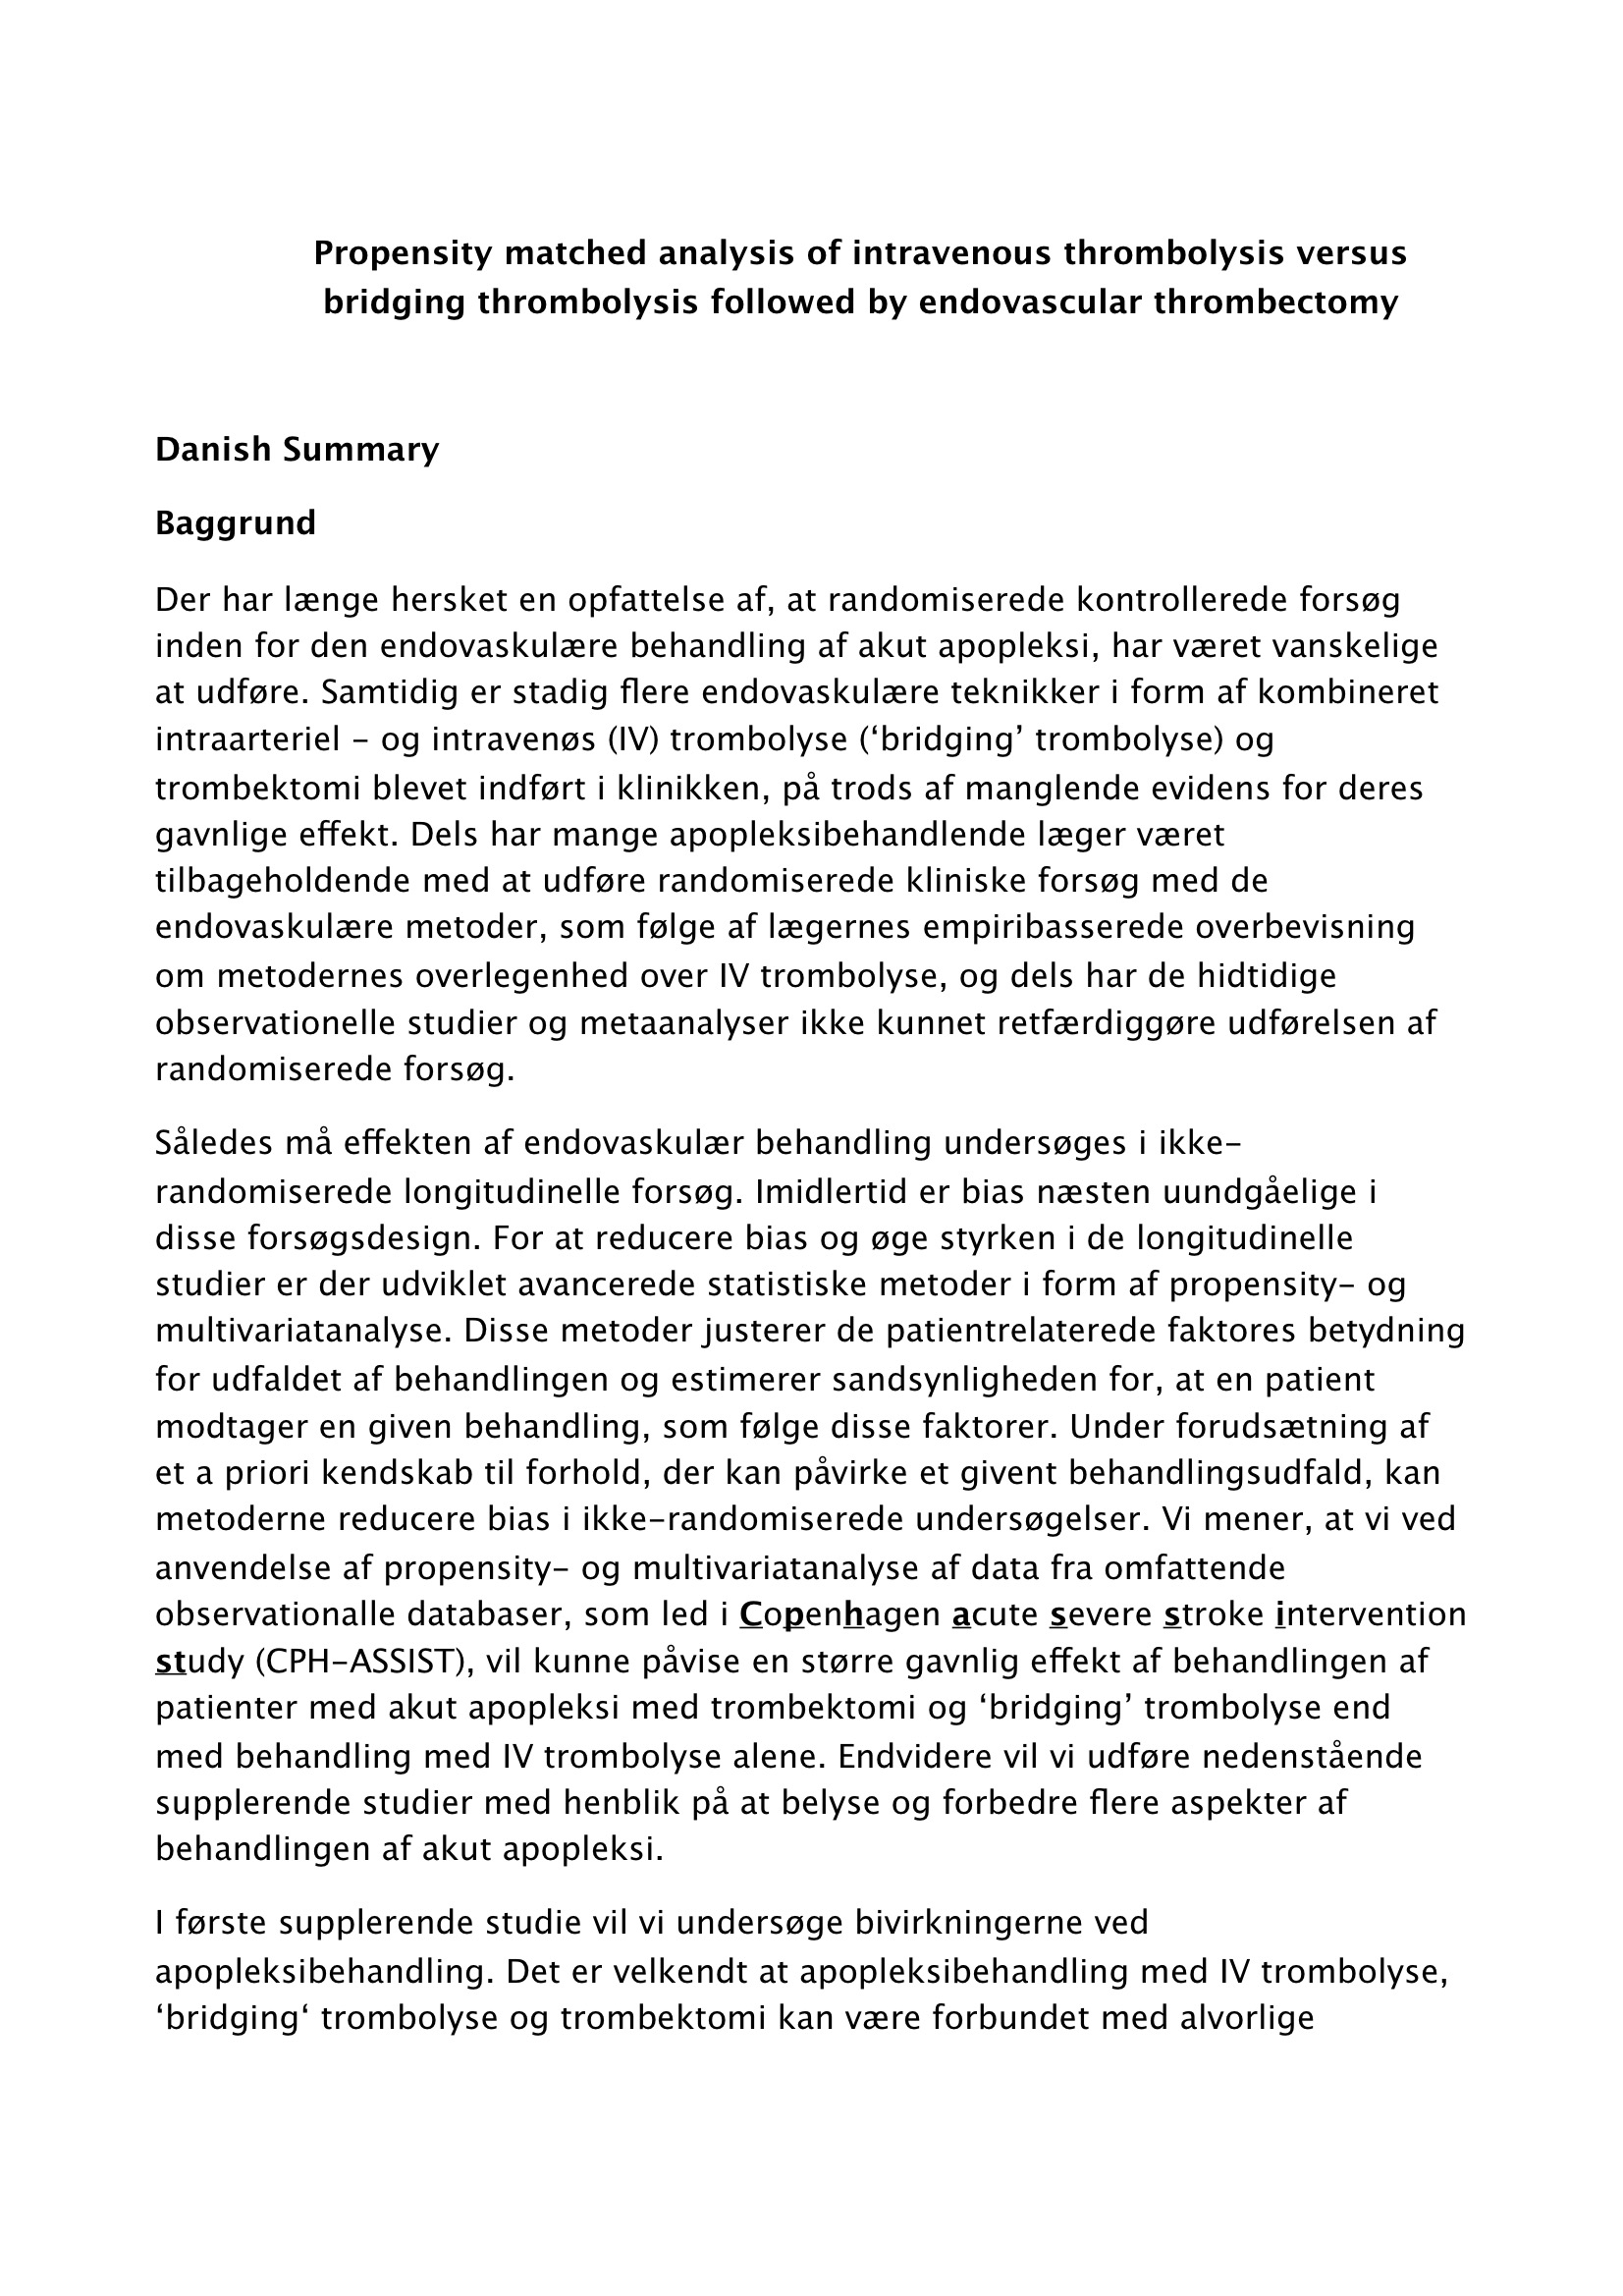 Propensity matched analysis of intravenous thrombolysis versus
bridging thrombolysis followed by endovascular thrombectomy
Danish Summary
Baggrund
Der har længe hersket en opfattelse af, at randomiserede kontrollerede forsøg
inden for den endovaskulære behandling af akut apopleksi, har været vanskelige
at udføre. Samtidig er stadig flere endovaskulære teknikker i form af kombineret
intraarteriel - og intravenøs (IV) trombolyse (‘bridging’ trombolyse) og
trombektomi blevet indført i klinikken, på trods af manglende evidens for deres
gavnlige effekt. Dels har mange apopleksibehandlende læger været
tilbageholdende med at udføre randomiserede kliniske forsøg med de
endovaskulære metoder, som følge af lægernes empiribasserede overbevisning
om metodernes overlegenhed over IV trombolyse, og dels har de hidtidige
observationelle studier og metaanalyser ikke kunnet retfærdiggøre udførelsen af
randomiserede forsøg.
Således må effekten af endovaskulær behandling undersøges i ikke-
randomiserede longitudinelle forsøg. Imidlertid er bias næsten uundgåelige i
disse forsøgsdesign. For at reducere bias og øge styrken i de longitudinelle
studier er der udviklet avancerede statistiske metoder i form af propensity- og
multivariatanalyse. Disse metoder justerer de patientrelaterede faktores betydning
for udfaldet af behandlingen og estimerer sandsynligheden for, at en patient
modtager en given behandling, som følge disse faktorer. Under forudsætning af
et a priori kendskab til forhold, der kan påvirke et givent behandlingsudfald, kan
metoderne reducere bias i ikke-randomiserede undersøgelser. Vi mener, at vi ved
anvendelse af propensity- og multivariatanalyse af data fra omfattende
observationalle databaser, som led i Copenhagen acute severe stroke intervention
study (CPH-ASSIST), vil kunne påvise en større gavnlig effekt af behandlingen af
patienter med akut apopleksi med trombektomi og ‘bridging’ trombolyse end
med behandling med IV trombolyse alene. Endvidere vil vi udføre nedenstående
supplerende studier med henblik på at belyse og forbedre flere aspekter af
behandlingen af akut apopleksi.
I første supplerende studie vil vi undersøge bivirkningerne ved
apopleksibehandling. Det er velkendt at apopleksibehandling med IV trombolyse,
‘bridging‘ trombolyse og trombektomi kan være forbundet med alvorlige